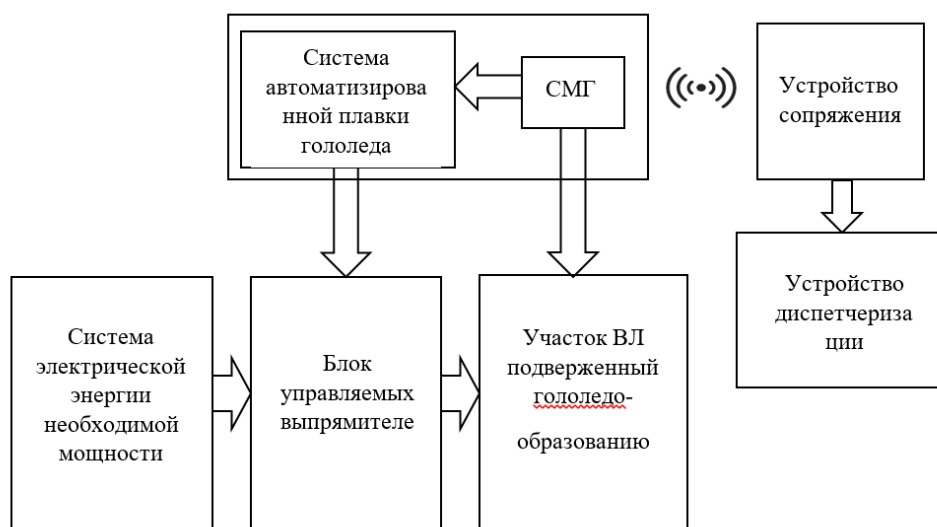 Система
автоматизирова
нной плавки
гололеда
СМГ
Устройство
сопряжения
Устройство
диспетчериза
ции
Система
электрической
энергии
необходимой
мощности
Блок
управляемых
выпрямителе
Участок ВЛ
подверженный
гололедо-
образованию